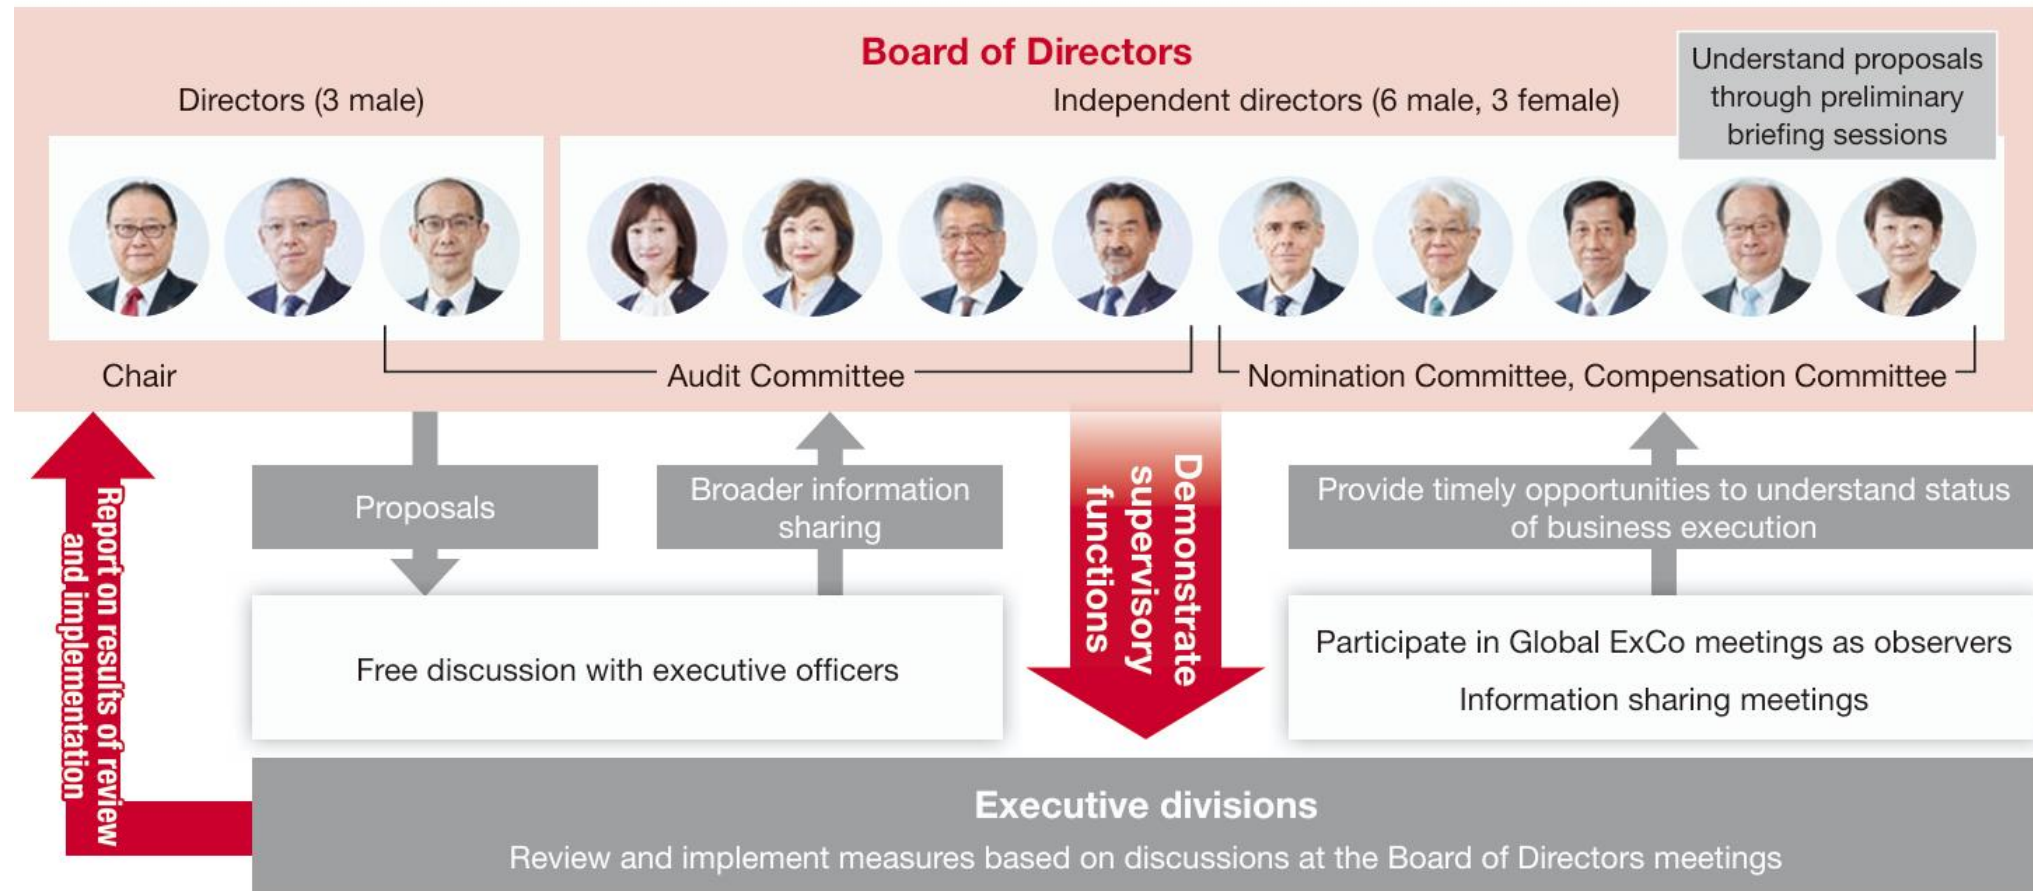 Board of Directors
Directors (3 male)
Independent directors (6 male, 3 female)
Understand proposals
through preliminary
briefing sessions
Chair
Audit Committee
Nomination Committee, Compensation Committee
Report on results of review
and implementation
Proposals
Broader information
sharing
Demonstrate
supervisory
functions
Provide timely opportunities to understand status
of business execution
Free discussion with executive officers
Participate in Global ExCo meetings as observers
Information sharing meetings
Executive divisions
Review and implement measures based on discussions at the Board of Directors meetings